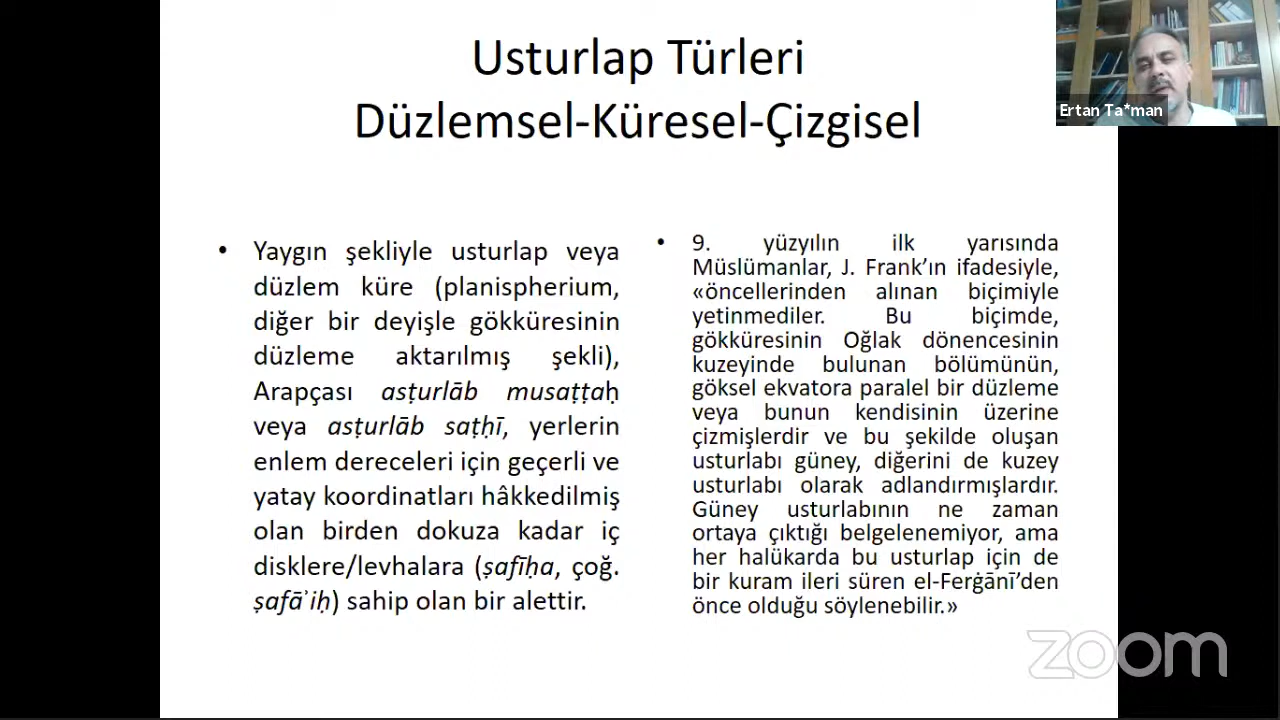 Usturlap Türleri
Düzlemsel-Küresel-Çizgisel
Ertan Ta*man
• Yaygın şekliyle usturlap veya
düzlem küre (planispherium,
diğer bir deyişle gökküresinin
düzleme aktarılmış şekli),
Arapçası asṭurlāb musaṭṭaḥ
veya asṭurlāb saṭḥī, yerlerin
enlem dereceleri için geçerli ve
yatay koordinatları hâkkedilmiş
olan birden dokuza kadar iç
disklere/levhalara (ṣafīḥa, çoğ.
ṣafāʾiḥ) sahip olan bir alettir.
• 9. yüzyılın ilk yarısında
Müslümanlar, J. Frank’ın ifadesiyle,
«öncellerinden alınan biçimiyle
yetinmediler. Bu biçimde,
gökküresinin Oğlak dönencesinin
kuzeyinde bulunan bölümünün,
göksel ekvatora paralel bir düzleme
veya bunun kendisinin üzerine
çizmişlerdir ve bu şekilde oluşan
usturlabı güney, diğerini de kuzey
usturlabı olarak adlandırmışlardır.
Güney usturlabının ne zaman
ortaya çıktığı belgelenemiyor, ama
her halükarda bu usturlap için de
bir kuram ileri süren el-Ferġānī’den
önce olduğu söylenebilir.»
zoom